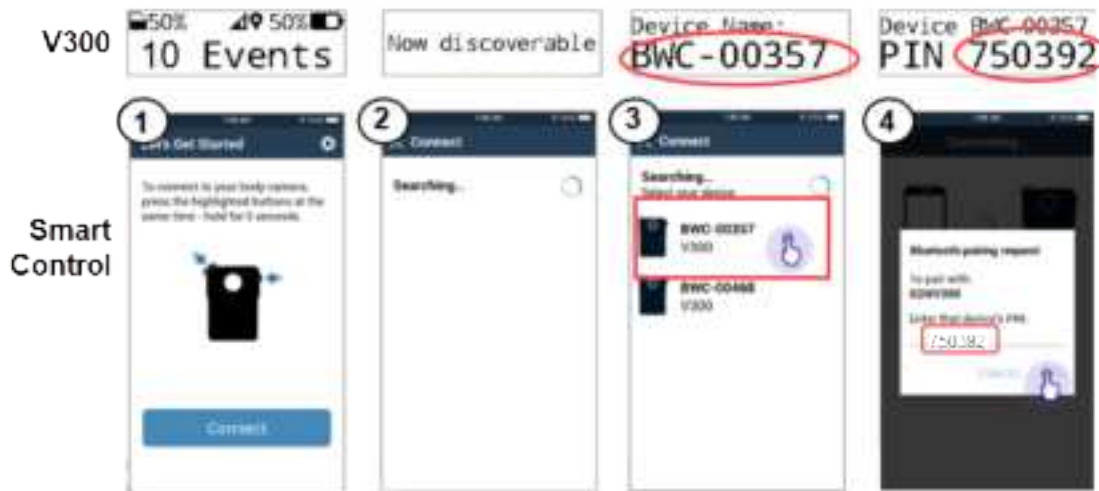 V300
50% 50%
10 Events
Now discoverable
Device Name:
BWC-00357
Device BWC-00357
PIN 750392
Smart
Control
1
Let's Get Started
To connect to your body camera,
press the highlighted buttons at the
same time - hold for 5 seconds.
Connect
2
Connect
Searching...
3
Connect
Searching...
Select your device
BWC-00357
V300
BWC-00468
V300
4
Bluetooth pairing request
To pair with:
Enter that device's PIN: